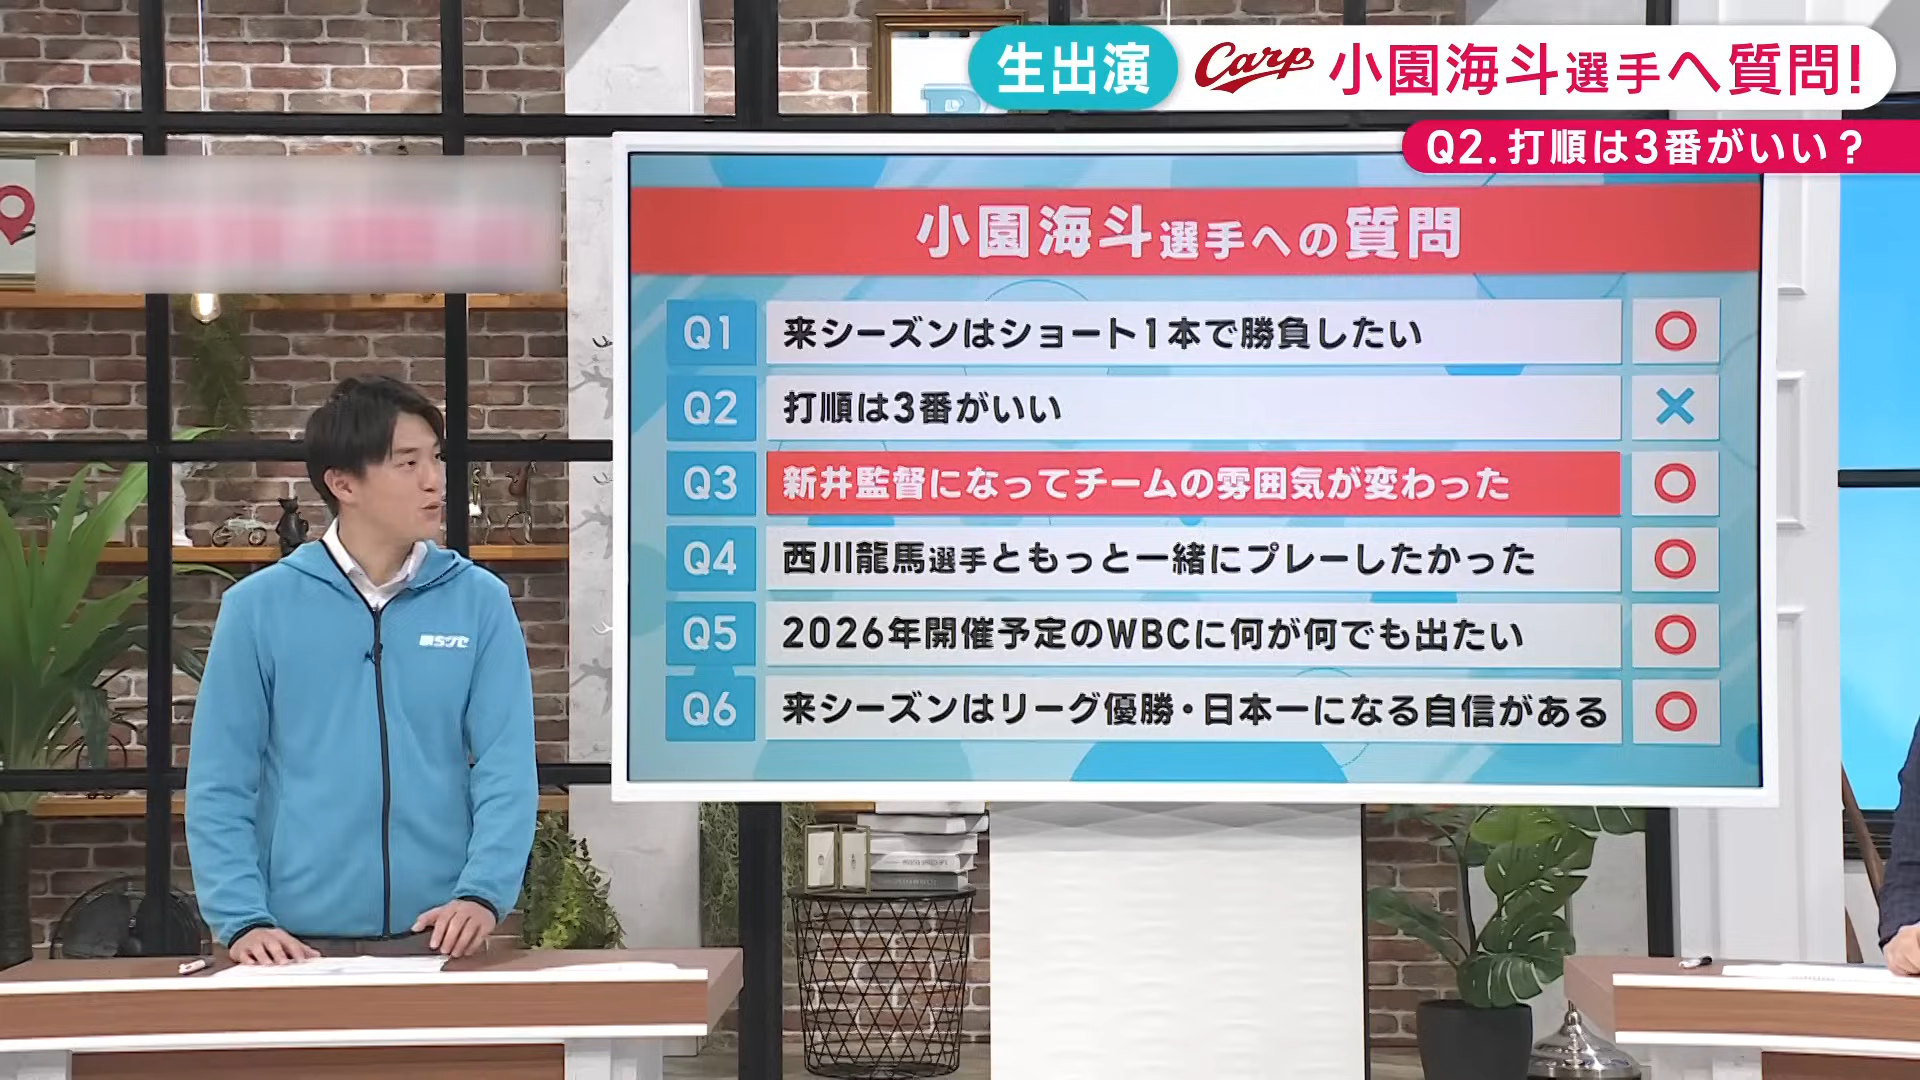 生出演 Carp 小園海斗選手へ質問!
Q2.打順は3番がいい？
小園海斗選手への質問
Q1 来シーズンはショート1本で勝負したい ○
Q2 打順は3番がいい ×
Q3 新井監督になってチームの雰囲気が変わった ○
Q4 西川龍馬選手ともっと一緒にプレーしたかった ○
Q5 2026年開催予定のWBCに何が何でも出たい ○
Q6 来シーズンはリーグ優勝・日本一になる自信がある ○